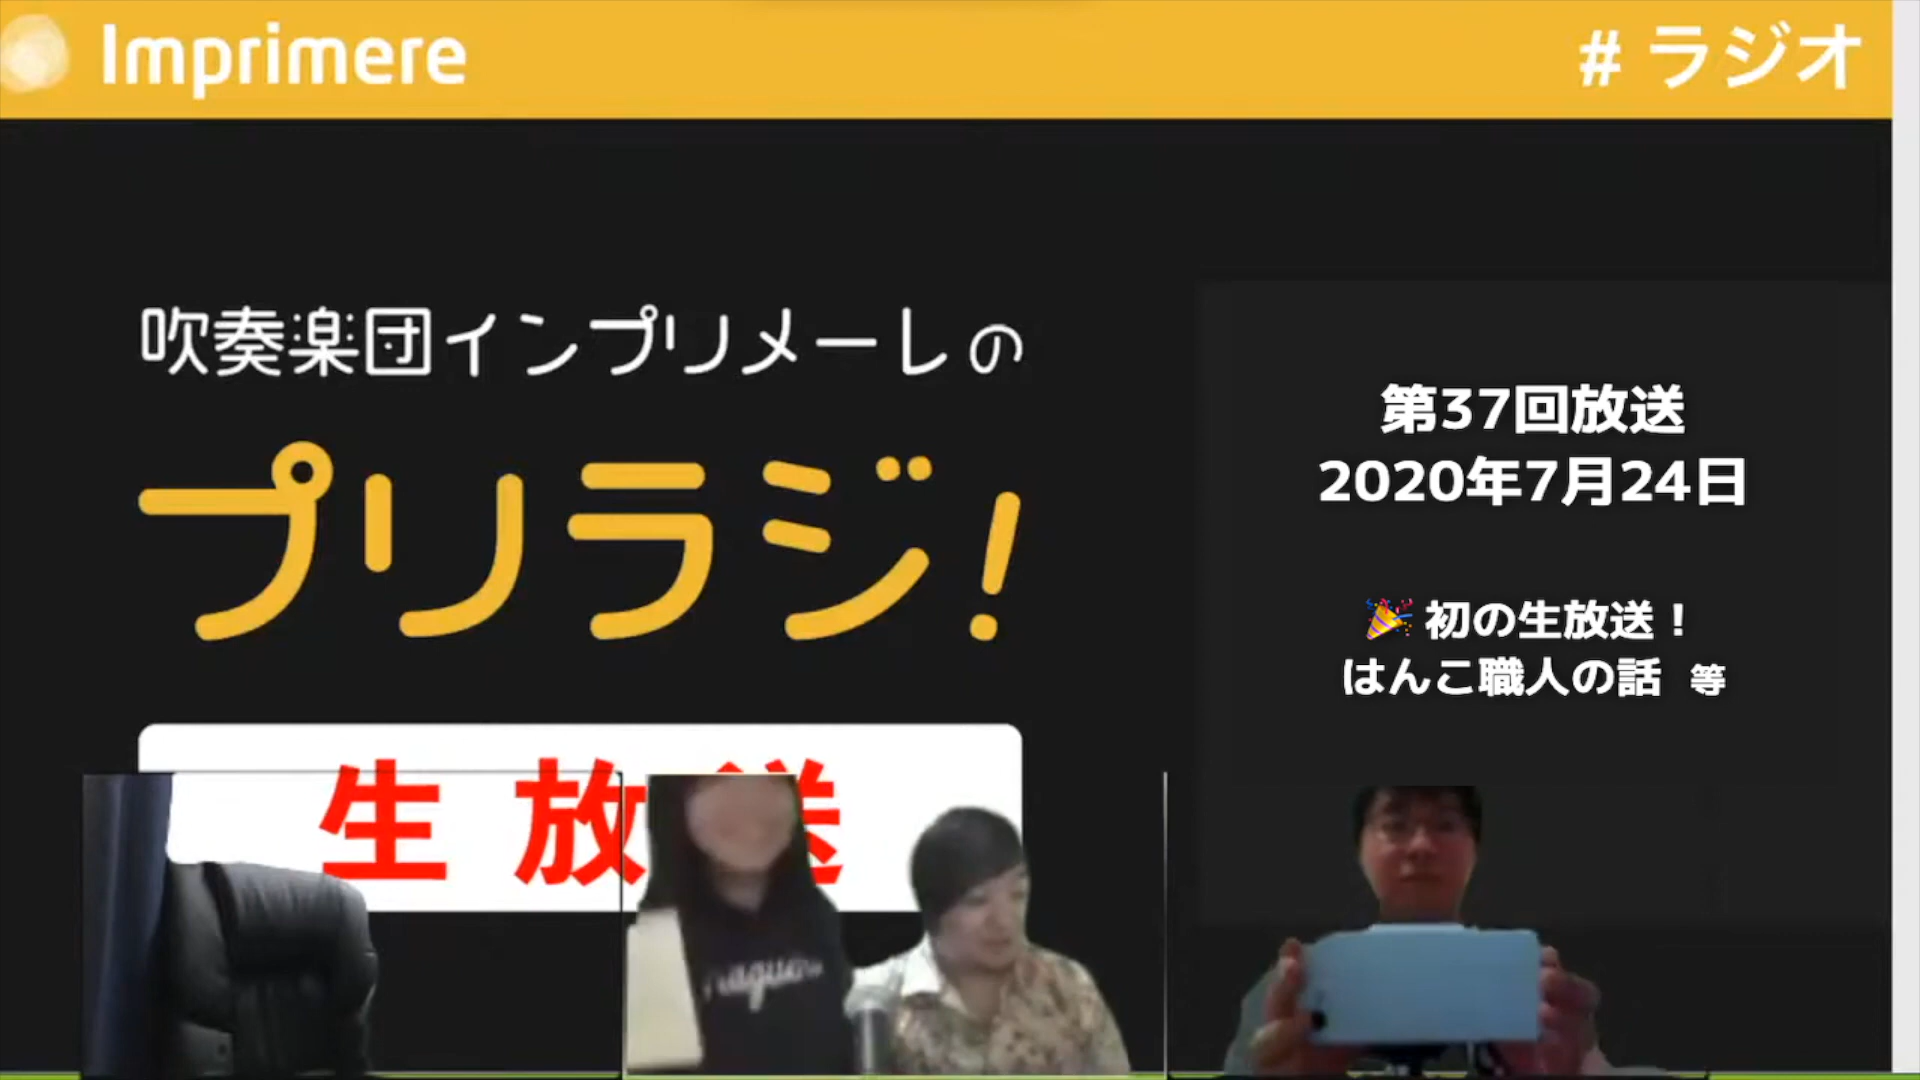 Imprimere
# ラジオ
吹奏楽団インプリメーレの
プリラジ!
生放送
第37回放送
2020年7月24日
🎉 初の生放送!
はんこ職人の話 等